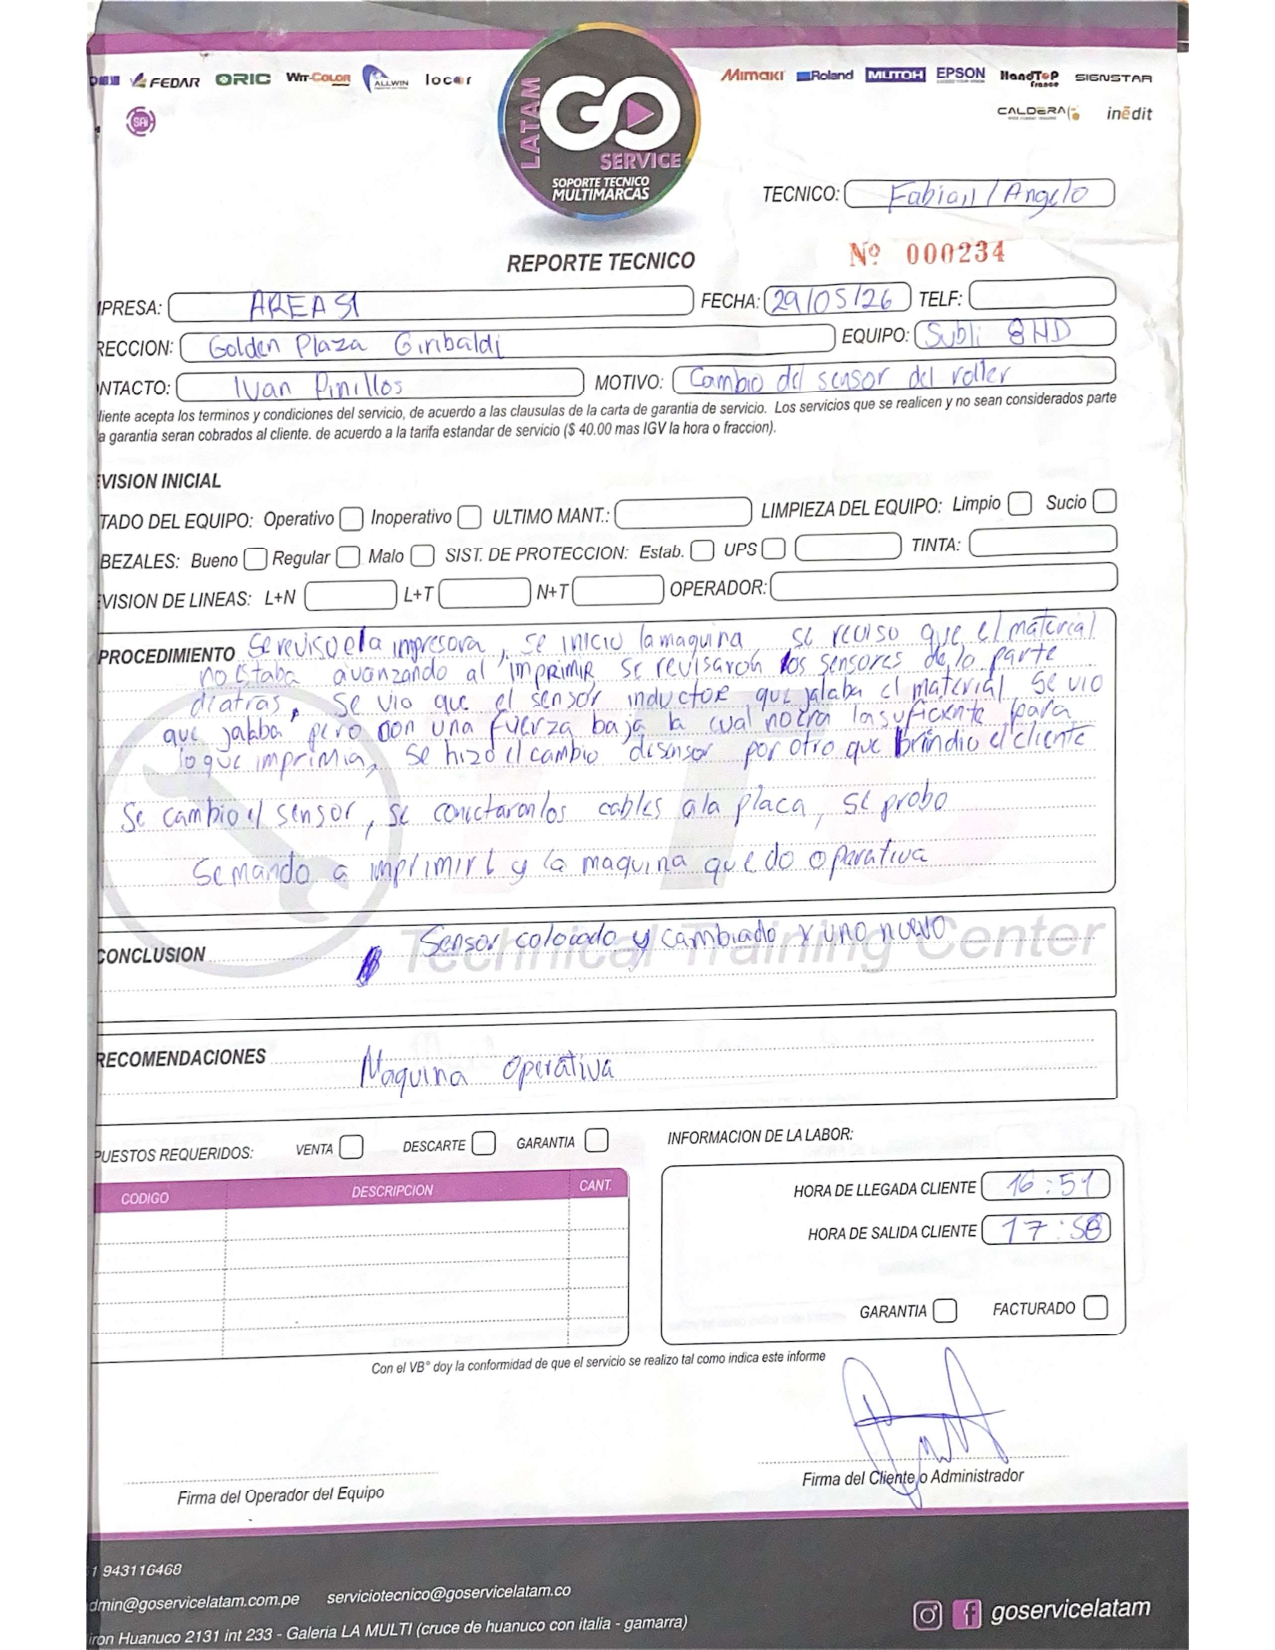 FEDAR ORIC Wit-Color ALLWIN locor
LATAM GO SERVICE
SOPORTE TECNICO
MULTIMARCAS
Mimaki Roland MUTOH EPSON HandTop France SIGNSTAR
SAi
CALDERA inēdit
TECNICO: Fabian / Angelo
REPORTE TECNICO
Nº 000234
MPRESA: AREA 51 FECHA: 29/05/26 TELF:
RECCION: Golden Plaza Giribaldi EQUIPO: Subli 8HD
NTACTO: Ivan Pinillos MOTIVO: Cambio del sensor del roller
liente acepta los terminos y condiciones del servicio, de acuerdo a las clausulas de la carta de garantia de servicio. Los servicios que se realicen y no sean considerados parte
a garantia seran cobrados al cliente. de acuerdo a la tarifa estandar de servicio ($ 40.00 mas IGV la hora o fraccion).
EVISION INICIAL
TADO DEL EQUIPO: Operativo Inoperativo ULTIMO MANT.: LIMPIEZA DEL EQUIPO: Limpio Sucio
BEZALES: Bueno Regular Malo SIST. DE PROTECCION: Estab. UPS TINTA:
EVISION DE LINEAS: L+N L+T N+T OPERADOR:
PROCEDIMIENTO Se reviso la impresora, se inicio la maquina se reviso que el material
no Estaba avanzando al imprimir se revisaron los sensores de la parte
de atras, se vio que el sensor inductor que jalaba el material se vio
que jalaba pero con una fuerza baja la cual no era la suficiente para
lo que imprimia, se hizo el cambio de sensor por otro que brindio el cliente
Se cambio el sensor, se conectaron los cables a la placa, se probo
Se mando a imprimir y la maquina quedo operativa
CONCLUSION Sensor colocado y cambiado x uno nuevo
Technical Training Center
RECOMENDACIONES Maquina Operativa
PUESTOS REQUERIDOS: VENTA DESCARTE GARANTIA INFORMACION DE LA LABOR:
CODIGO DESCRIPCION CANT.
HORA DE LLEGADA CLIENTE 16:51
HORA DE SALIDA CLIENTE 17:58
GARANTIA FACTURADO
Con el VB° doy la conformidad de que el servicio se realizo tal como indica este informe
Firma del Operador del Equipo
Firma del Cliente o Administrador
1 943116468
dmin@goservicelatam.com.pe serviciotecnico@goservicelatam.co
iron Huanuco 2131 int 233 - Galeria LA MULTI (cruce de huanuco con italia - gamarra)
goservicelatam